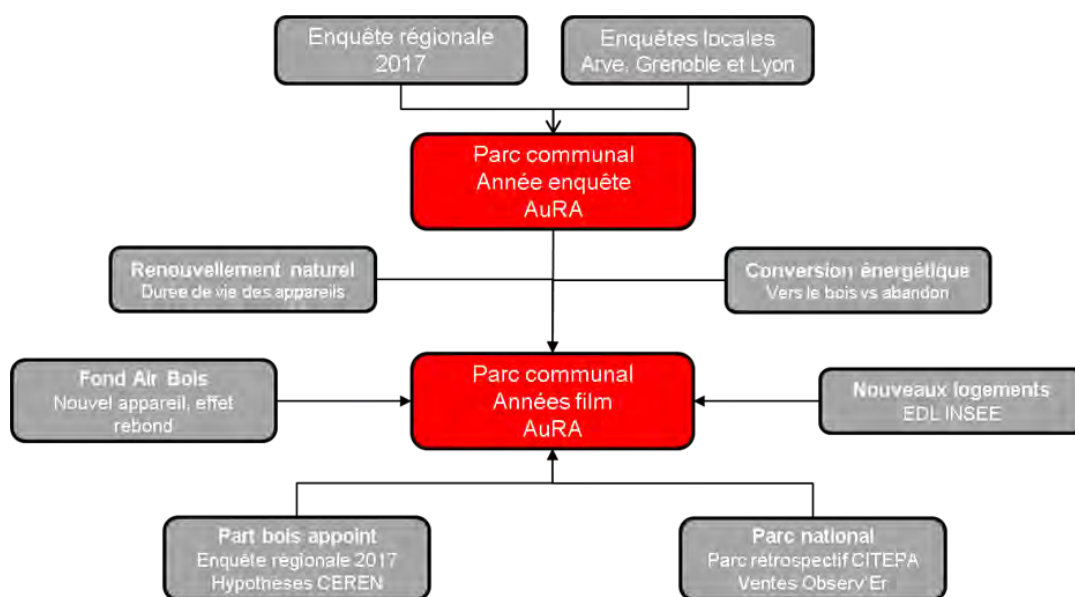 Enquête régionale
2017
Enquêtes locales
Arve, Grenoble et Lyon
Parc communal
Année enquête
AuRA
Renouvellement naturel
Durée de vie des appareils
Conversion énergétique
Vers le bois vs abandon
Fond Air Bois
Nouvel appareil, effet
rebond
Parc communal
Années film
AuRA
Nouveaux logements
EDL INSEE
Part bois appoint
Enquête régionale 2017
Hypothèses CEREN
Parc national
Parc rétrospectif CITEPA
Ventes Observ'Er